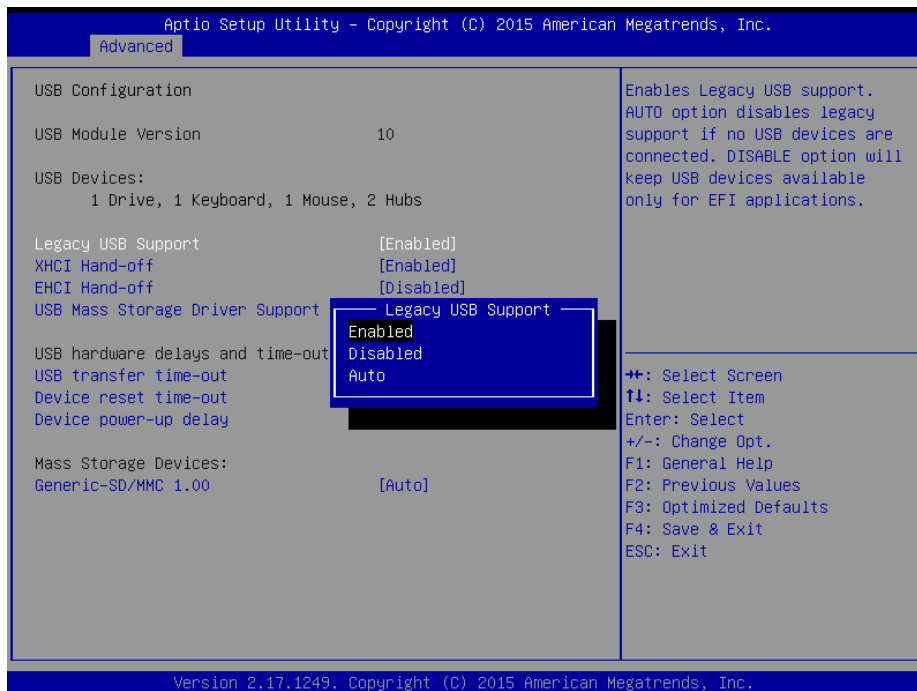 Aptio Setup Utility – Copyright (C) 2015 American Megatrends, Inc.
Advanced
USB Configuration
USB Module Version 10
USB Devices:
1 Drive, 1 Keyboard, 1 Mouse, 2 Hubs
Legacy USB Support [Enabled]
XHCI Hand-off [Enabled]
EHCI Hand-off [Disabled]
USB Mass Storage Driver Support
USB hardware delays and time-out
USB transfer time-out
Device reset time-out
Device power-up delay
Mass Storage Devices:
Generic-SD/MMC 1.00 [Auto]
Legacy USB Support
Enabled
Disabled
Auto
Enables Legacy USB support.
AUTO option disables legacy
support if no USB devices are
connected. DISABLE option will
keep USB devices available
only for EFI applications.
→←: Select Screen
↑↓: Select Item
Enter: Select
+/-: Change Opt.
F1: General Help
F2: Previous Values
F3: Optimized Defaults
F4: Save & Exit
ESC: Exit
Version 2.17.1249. Copyright (C) 2015 American Megatrends, Inc.